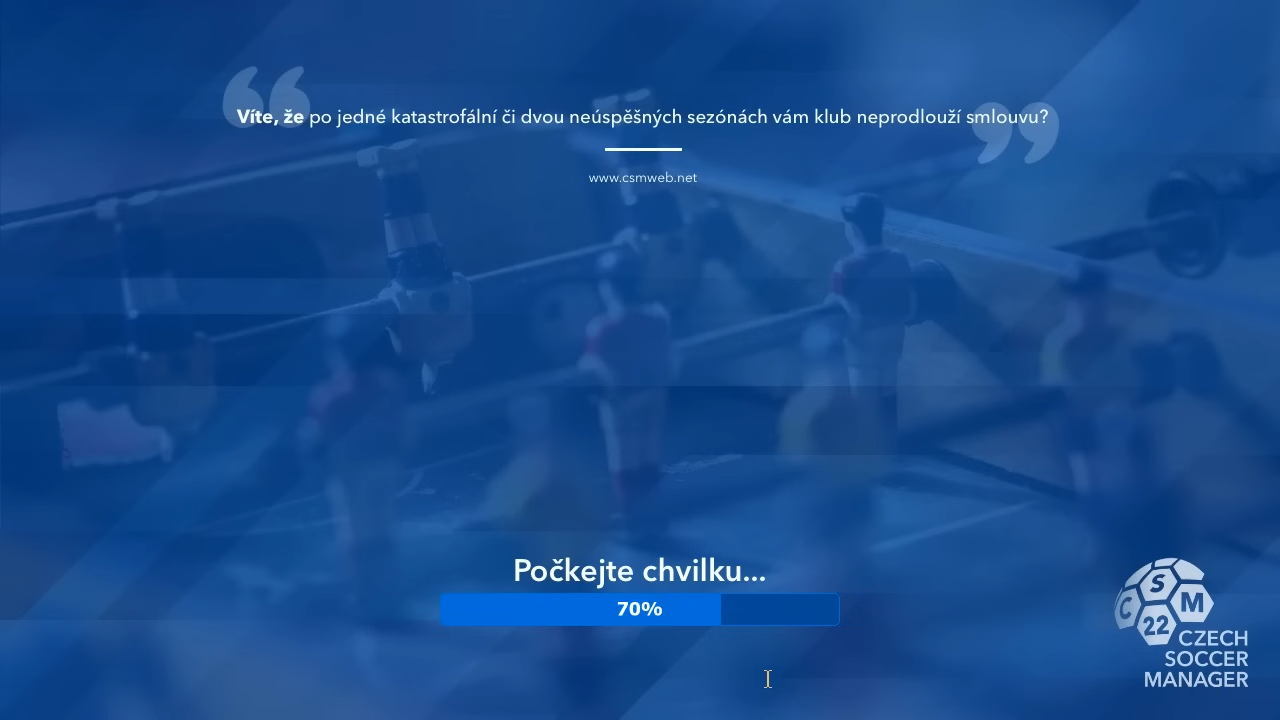 Víte, že po jedné katastrofální či dvou neúspěšných sezónách vám klub neprodlouží smlouvu?
www.csmweb.net
Počkejte chvilku...
70%
C S M
22
CZECH
SOCCER
MANAGER